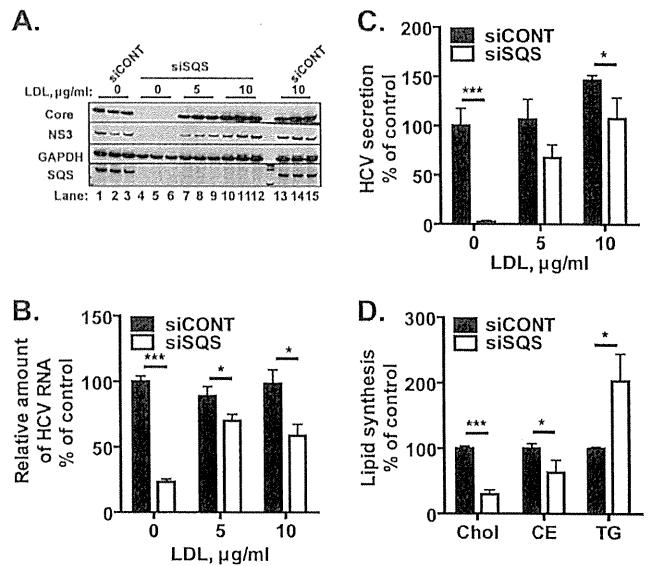 A.
siCONT siSQS siCONT
LDL, µg/ml: 0 0 5 10 10
Core
NS3
GAPDH
SQS
Lane: 1 2 3 4 5 6 7 8 9 10 11 12 13 14 15
B.
Relative amount of HCV RNA % of control
150
100
50
0
siCONT
siSQS
*** * *
0 5 10
LDL, µg/ml
C.
HCV secretion % of control
200
150
100
50
0
siCONT
siSQS
*** *
0 5 10
LDL, µg/ml
D.
Lipid synthesis % of control
300
200
100
0
siCONT
siSQS
*** * *
Chol CE TG